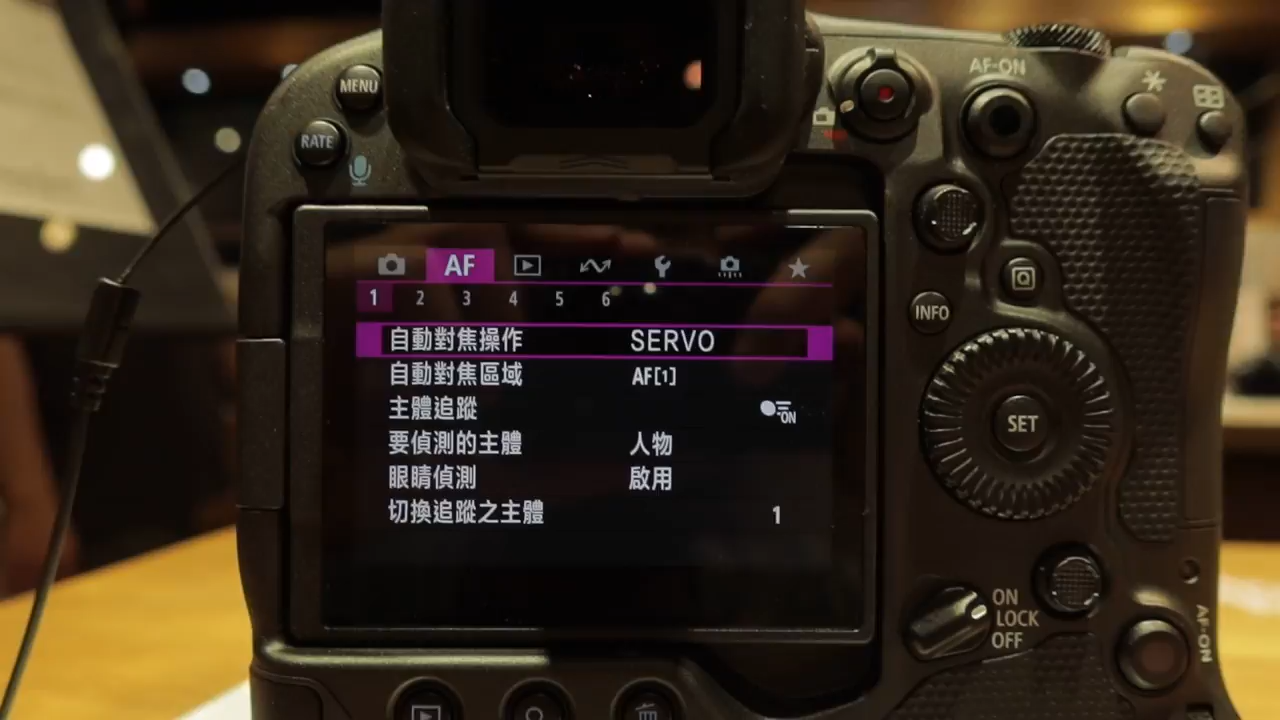 MENU
RATE
AF-ON
AF
1 2 3 4 5 6
自動對焦操作 SERVO
自動對焦區域 AF[1]
主體追蹤 ON
要偵測的主體 人物
眼睛偵測 啟用
切換追蹤之主體 1
Q
INFO
SET
ON
LOCK
OFF
AF-ON